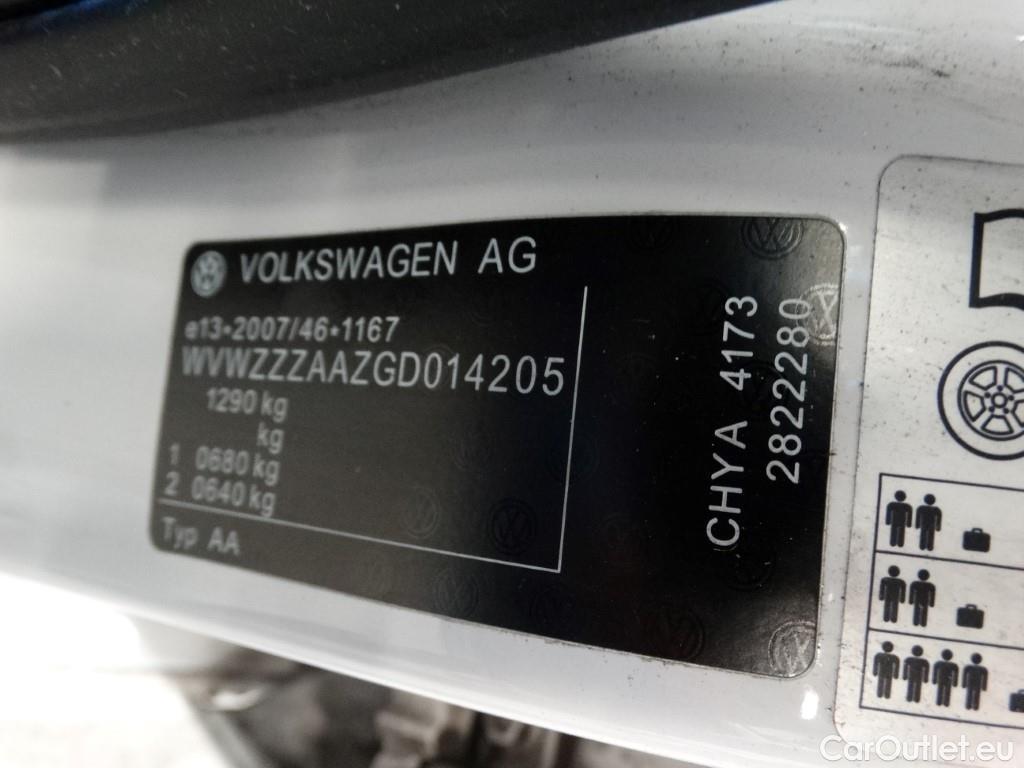 VOLKSWAGEN AG
e13*2007/46*1167
WVWZZZAAZGD014205
1290 kg
kg
1 0680 kg
2 0640 kg
Typ AA
CHYA 4173
2822280
CarOutlet.eu